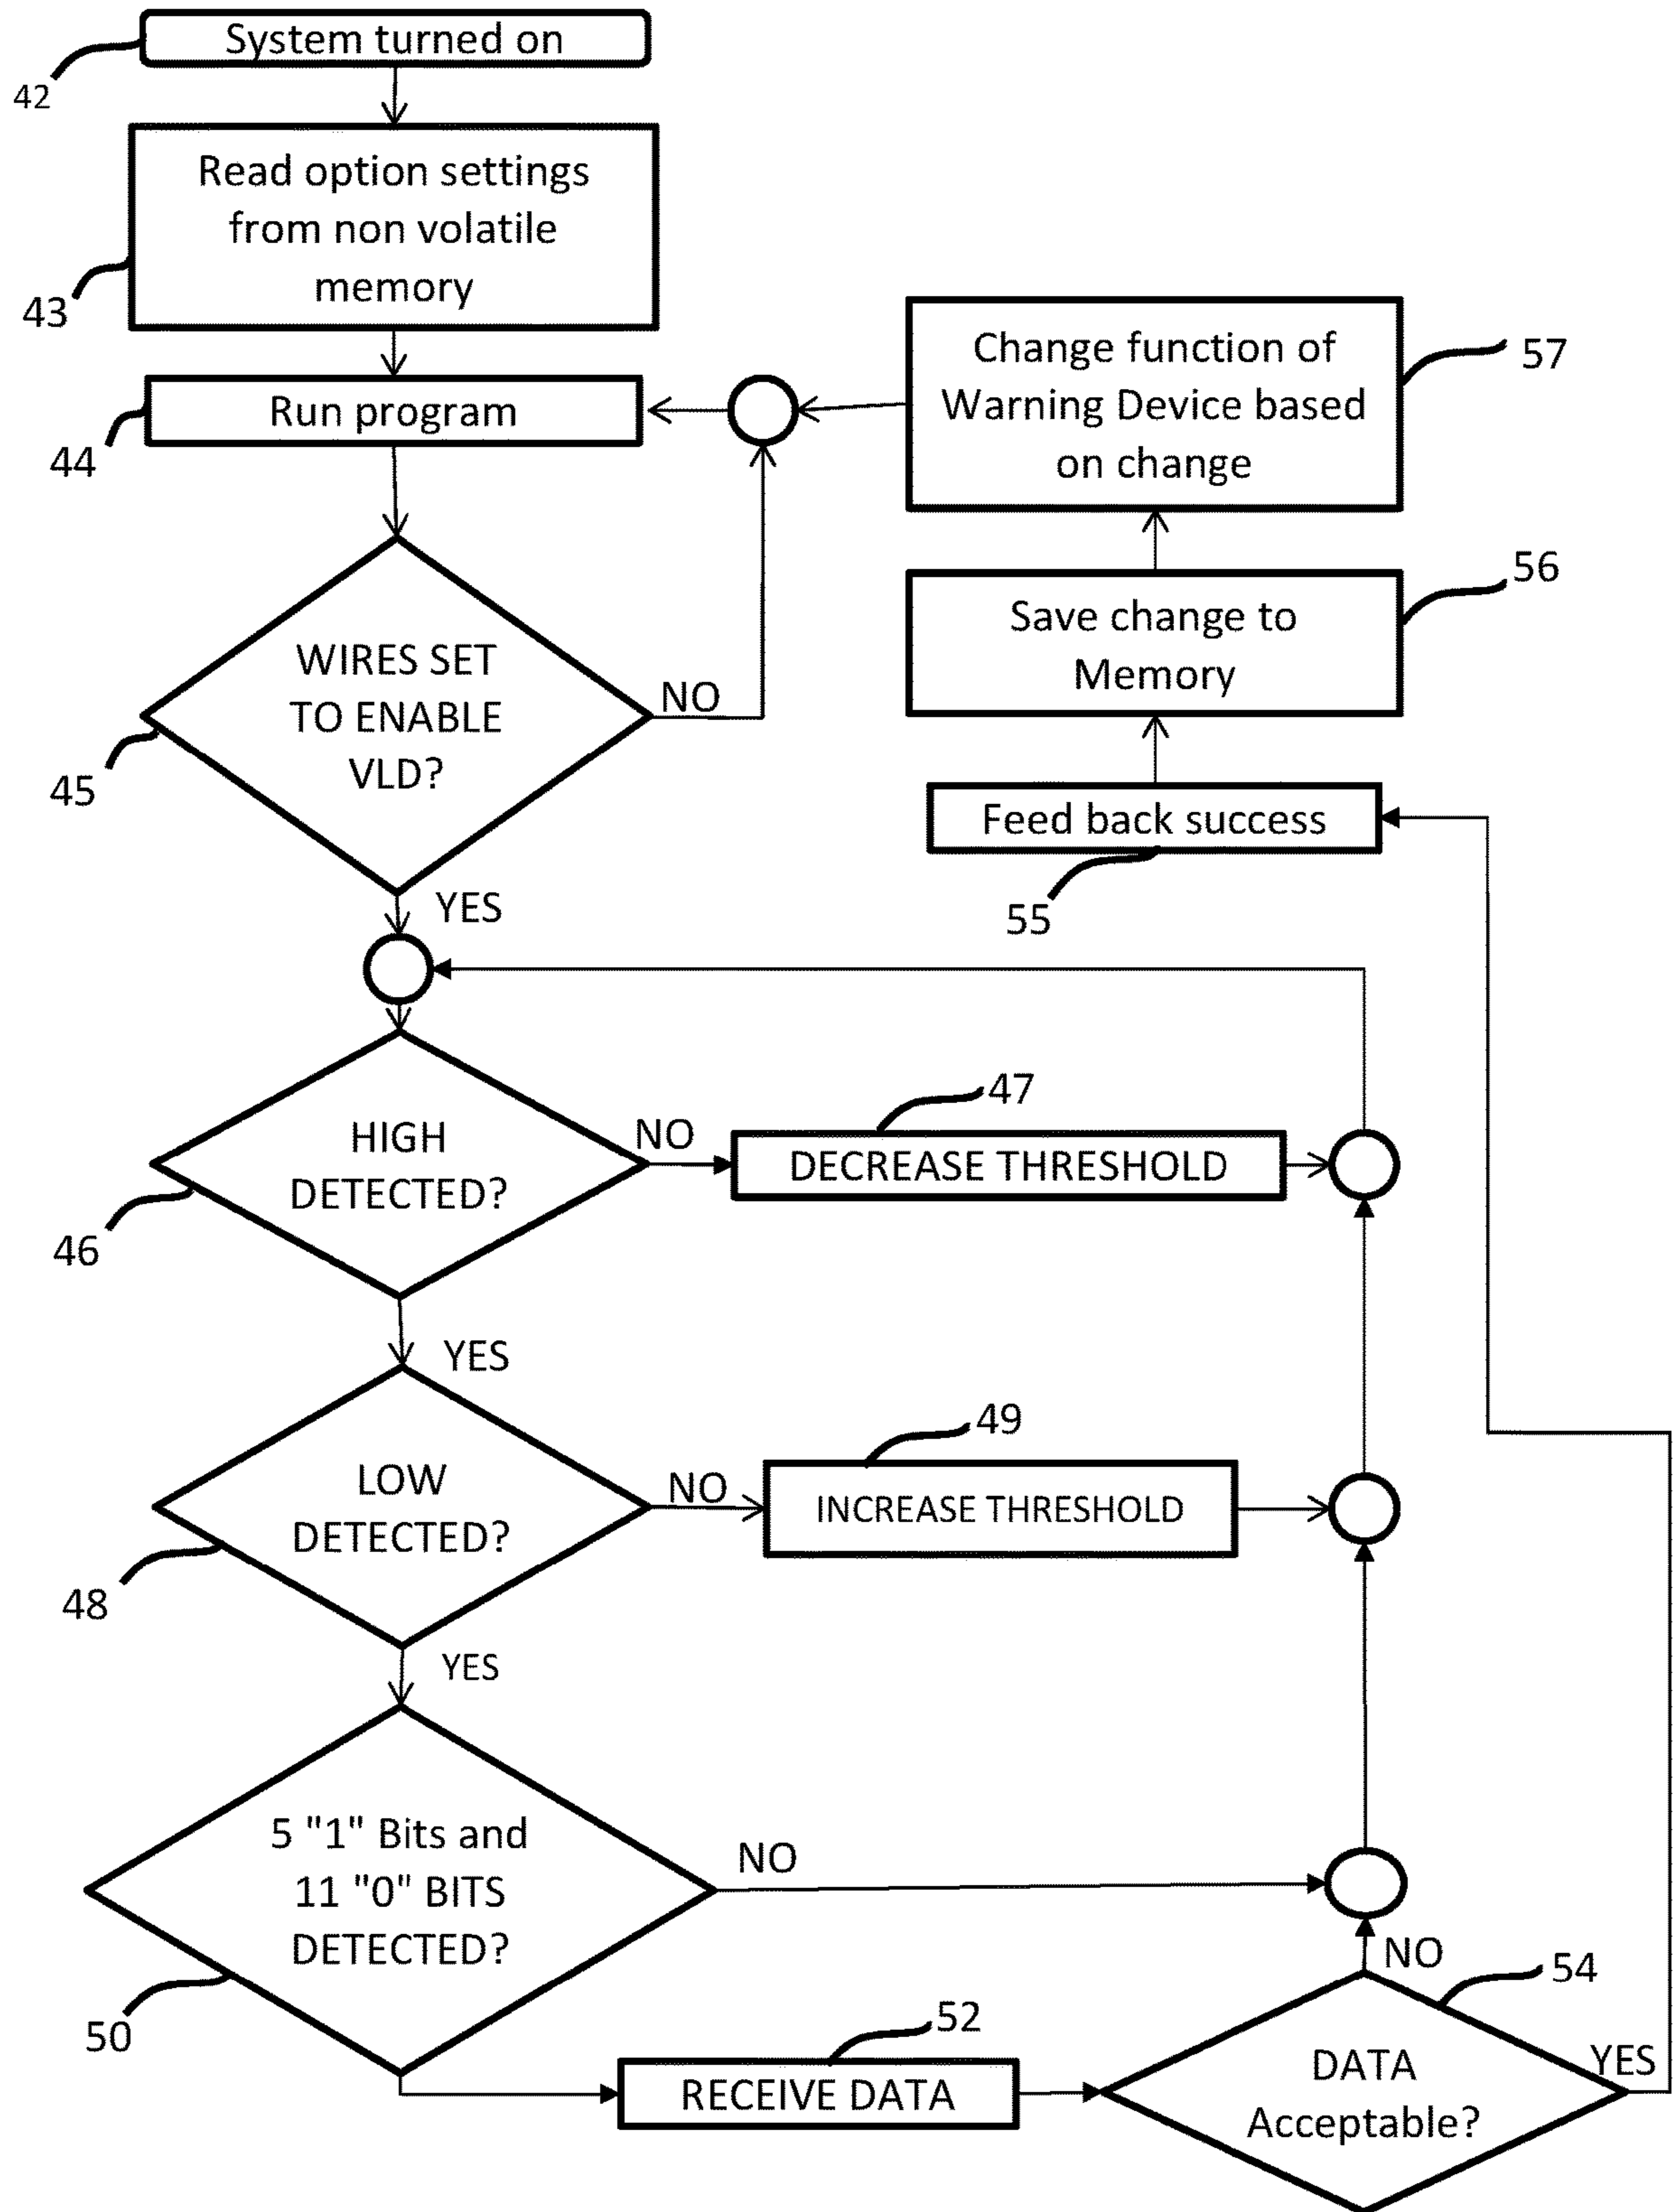 System turned on
42
Read option settings
from non volatile
memory
43
Run program
44
Change function of
Warning Device based
on change
57
Save change to
Memory
56
WIRES SET
TO ENABLE
VLD?
NO
45
YES
Feed back success
55
HIGH
DETECTED?
NO
46
DECREASE THRESHOLD
47
YES
LOW
DETECTED?
NO
48
INCREASE THRESHOLD
49
YES
5 "1" Bits and
11 "0" BITS
DETECTED?
NO
50
RECEIVE DATA
52
NO
54
DATA
Acceptable?
YES